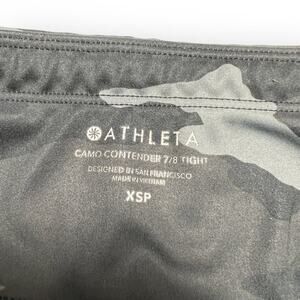 ATHLETA
CAMO CONTENDER 7/8 TIGHT
DESIGNED IN SAN FRANCISCO
MADE IN VIETNAM
XSP